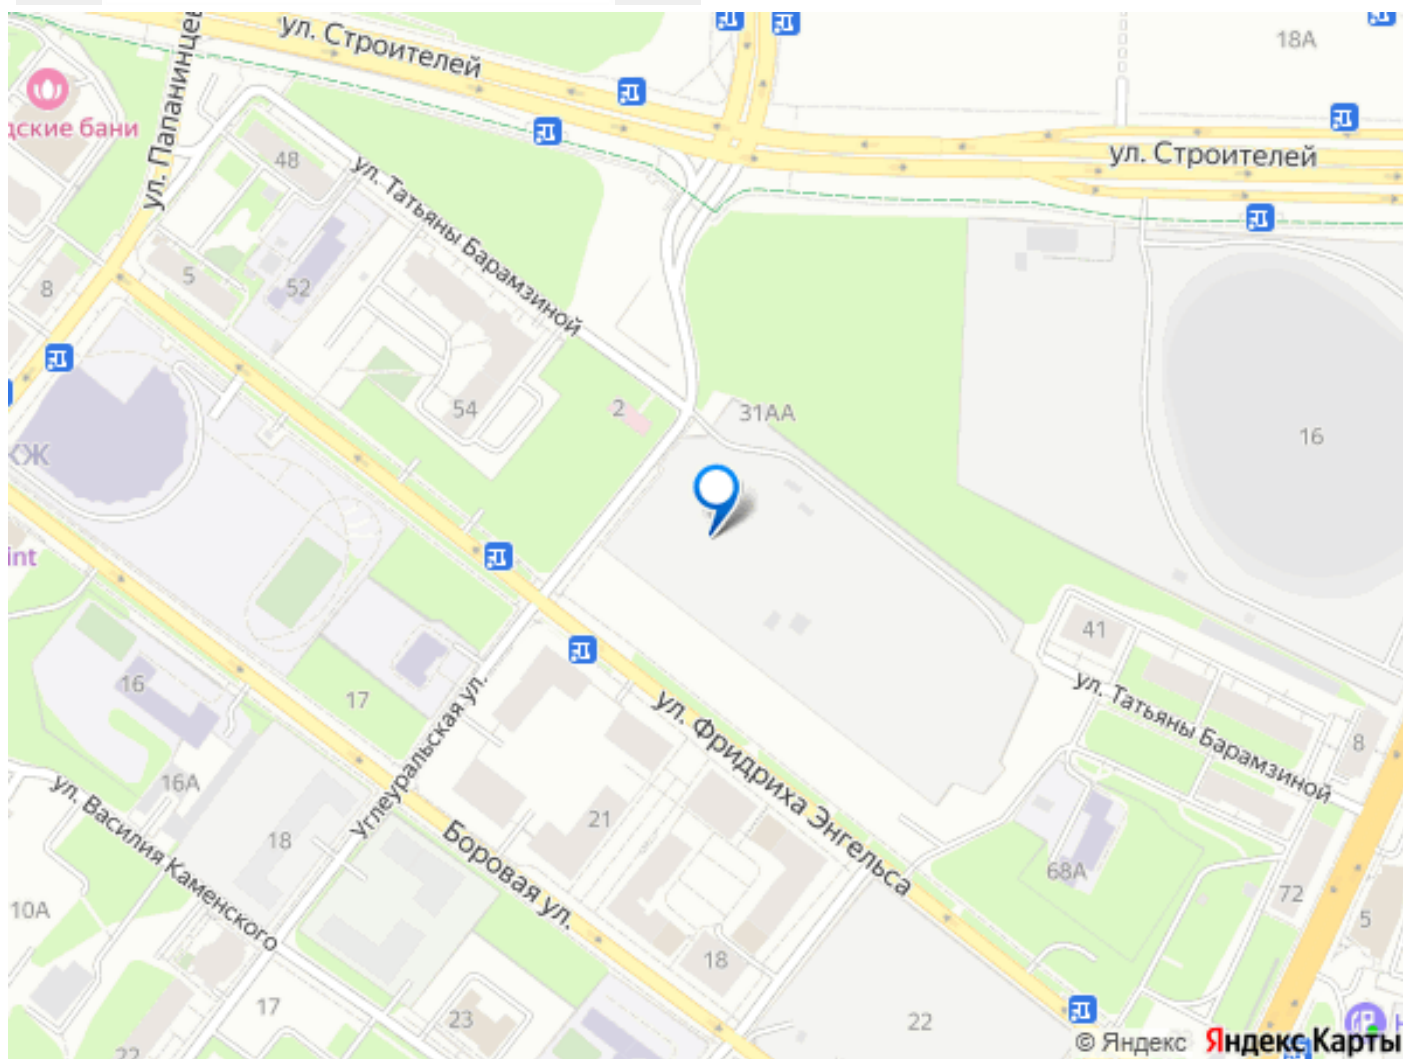 ул. Строителей
18А
ул. Папанинцев
дские бани
ул. Строителей
48
ул. Татьяны Барамзиной
5
52
8
54
2
31АА
16
КЖ
int
41
16
17
ул. Татьяны Барамзиной
ул. Фридриха Энгельса
8
Углеуральская ул.
16А
ул. Василия Каменского
18
21
Боровая ул.
68А
72
10А
5
18
17
23
22
22
© Яндекс Яндекс Карты